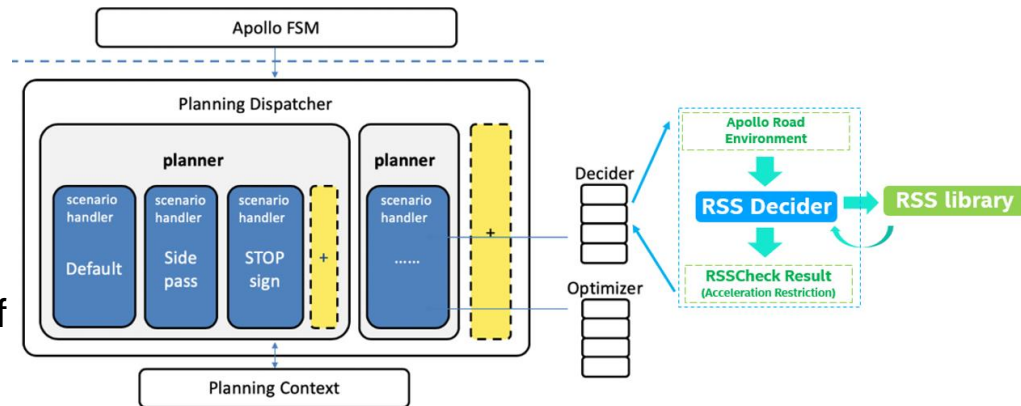 Apollo FSM
Planning Dispatcher
planner
scenario
handler
Default
scenario
handler
Side
pass
scenario
handler
STOP
sign
+
planner
scenario
handler
......
+
Planning Context
f
Decider
Optimizer
Apollo Road
Environment
RSS Decider
RSS library
RSSCheck Result
(Acceleration Restriction)